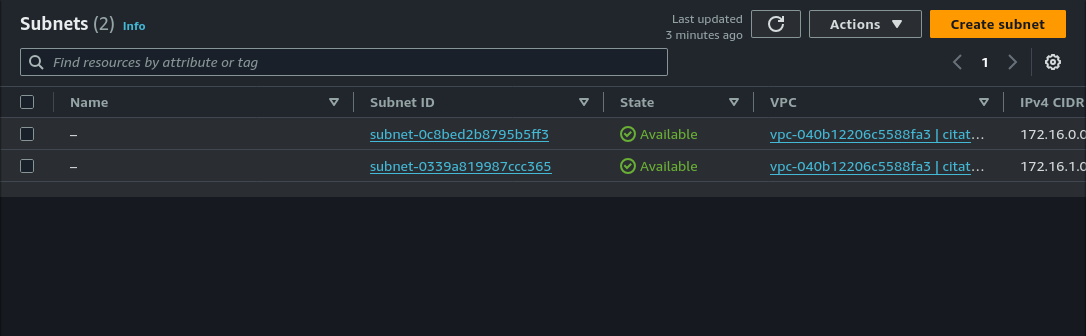 Subnets (2) Info
Last updated
3 minutes ago
Actions
Create subnet
Find resources by attribute or tag
1
Name Subnet ID State VPC IPv4 CIDR
– subnet-0c8bed2b8795b5ff3 Available vpc-040b12206c5588fa3 | citat… 172.16.0.
– subnet-0339a819987ccc365 Available vpc-040b12206c5588fa3 | citat… 172.16.1.